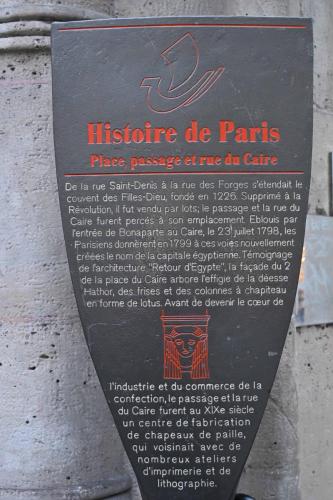 Histoire de Paris
Place, passage et rue du Caire
De la rue Saint-Denis à la rue des Forges s'étendait le
couvent des Filles-Dieu, fondé en 1226. Supprimé à la
Révolution, il fut vendu par lots; le passage et la rue du
Caire furent percés à son emplacement. Eblouis par
l'entrée de Bonaparte au Caire, le 23 juillet 1798, les
Parisiens donnèrent en 1799 à ces voies nouvellement
créées le nom de la capitale égyptienne. Témoignage
de l'architecture "Retour d'Egypte", la façade du 2
de la place du Caire arbore l'effigie de la déesse
Hathor, des frises et des colonnes à chapiteau
en forme de lotus. Avant de devenir le cœur de
l'industrie et du commerce de la
confection, le passage et la rue
du Caire furent au XIXe siècle
un centre de fabrication
de chapeaux de paille,
qui voisinait avec de
nombreux ateliers
d'imprimerie et de
lithographie.